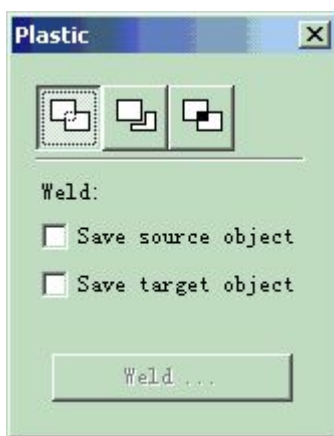 Plastic
Weld:
Save source object
Save target object
Weld ...